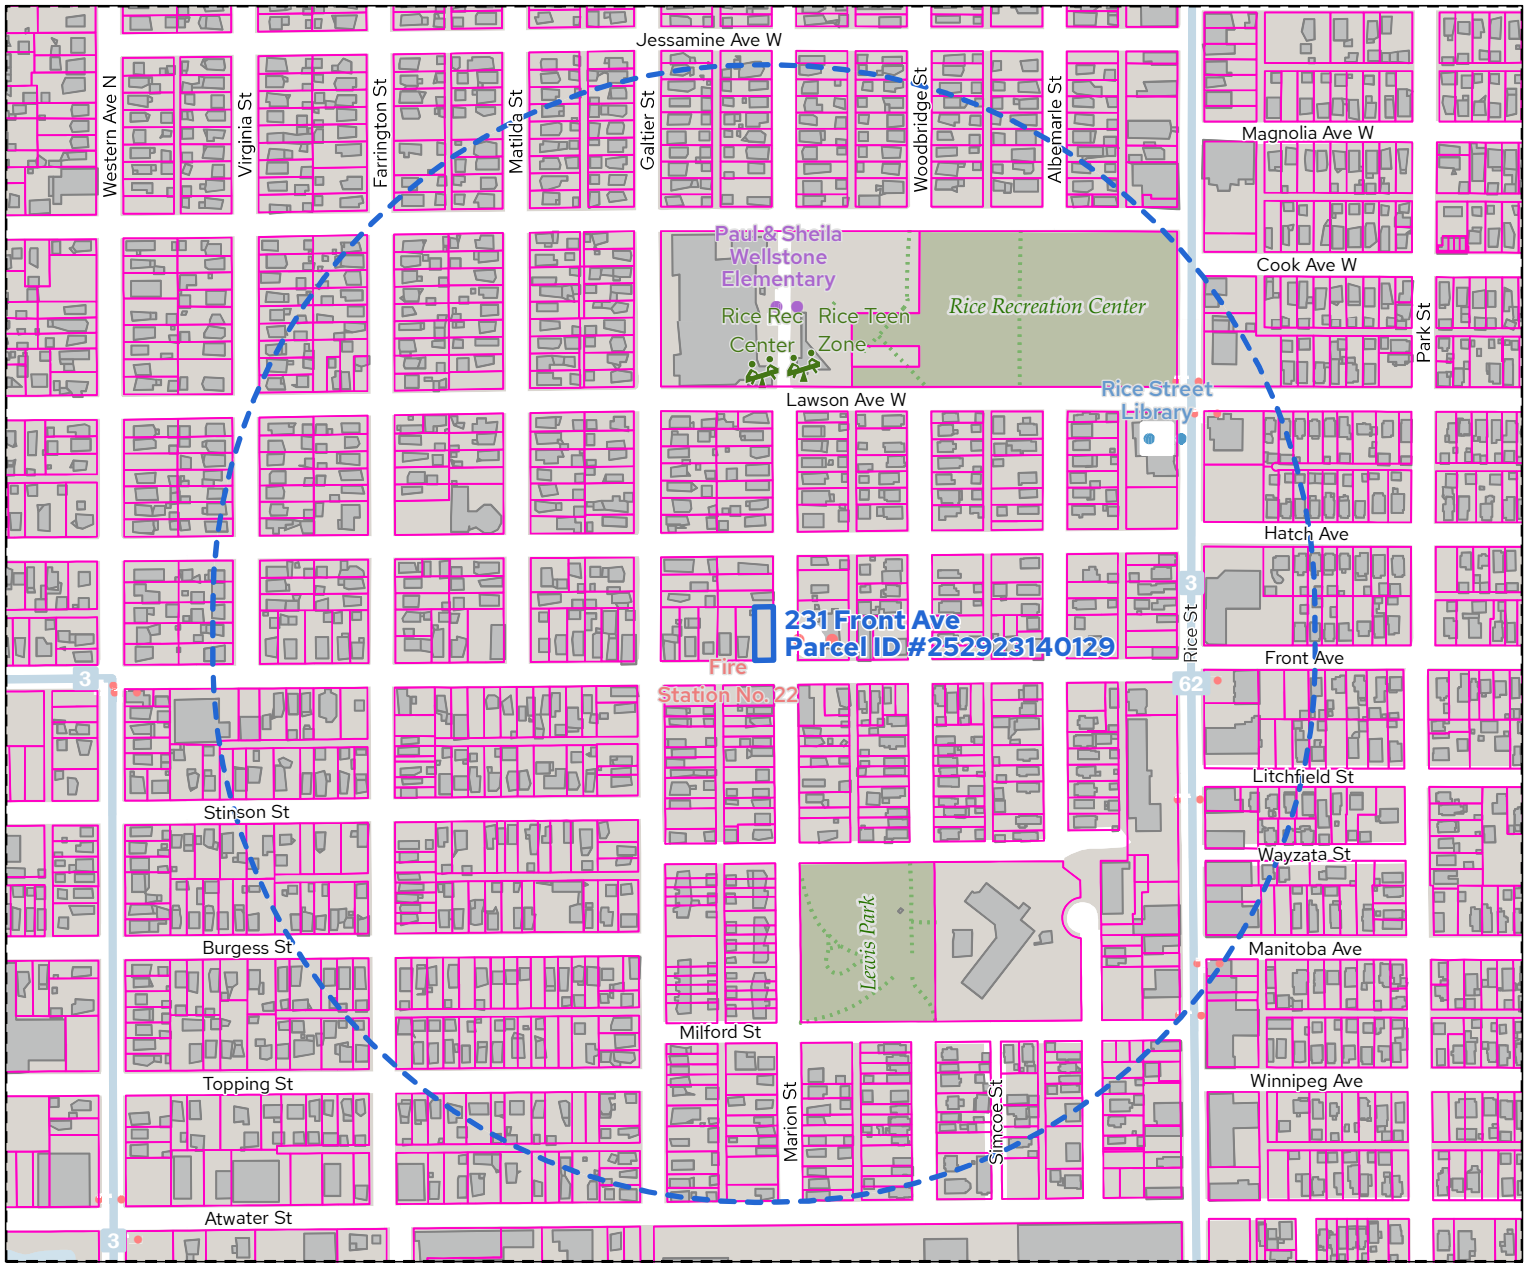 Jessamine Ave W
Western Ave N
Virginia St
Farrington St
Matilda St
Galtier St
Woodbridge St
Albemarle St
Magnolia Ave W
Paul & Sheila
Wellstone
Elementary
Cook Ave W
Rice Recreation Center
Rice Rec
Center
Rice Teen
Zone
Park St
Rice Street
Library
Lawson Ave W
Hatch Ave
3
231 Front Ave
Parcel ID #252923140129
Rice St
Fire
Station No. 22
Front Ave
3
62
Litchfield St
Stinson St
Wayzata St
Lewis Park
Burgess St
Manitoba Ave
Milford St
Topping St
Winnipeg Ave
Marion St
Simcoe St
Atwater St
3